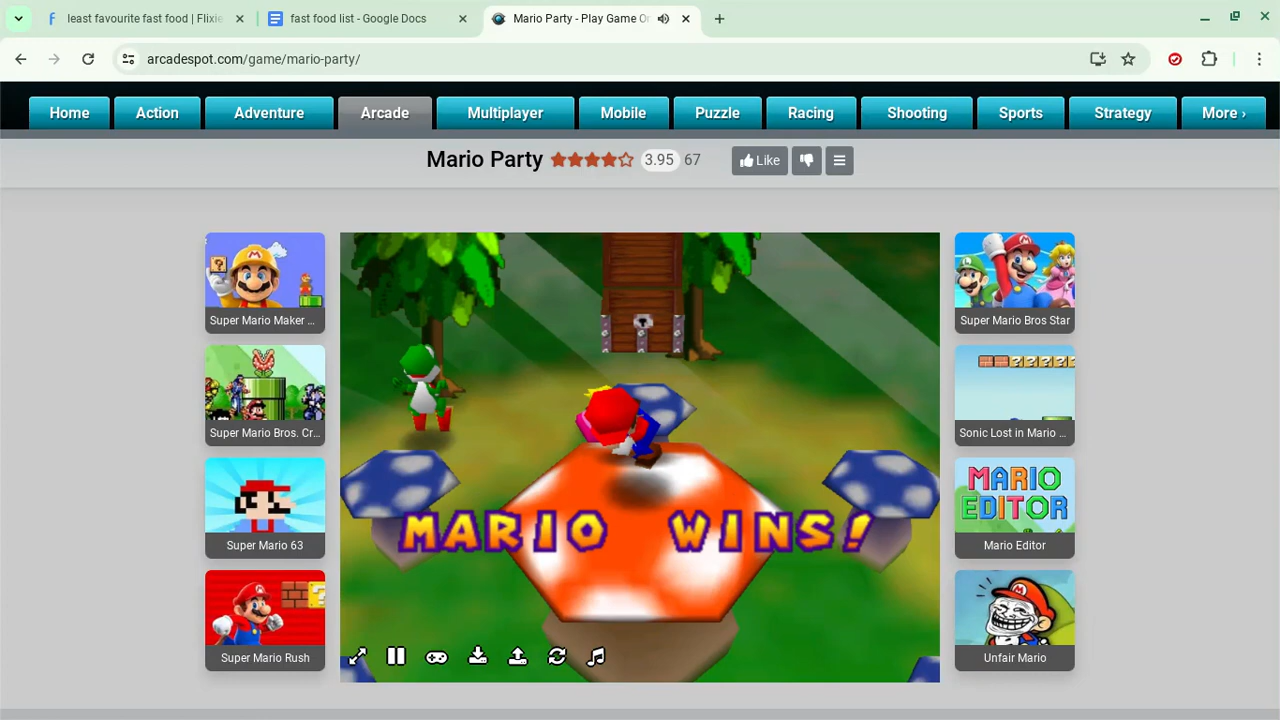 least favourite fast food | Flixie
fast food list - Google Docs
Mario Party - Play Game On
arcadespot.com/game/mario-party/
Home
Action
Adventure
Arcade
Multiplayer
Mobile
Puzzle
Racing
Shooting
Sports
Strategy
More ›
Mario Party
3.95
67
Like
Super Mario Maker ...
Super Mario Bros Star
Super Mario Bros. Cr...
Sonic Lost in Mario ...
MARIO
EDITOR
MARIO WINS!
Super Mario 63
Mario Editor
Super Mario Rush
Unfair Mario